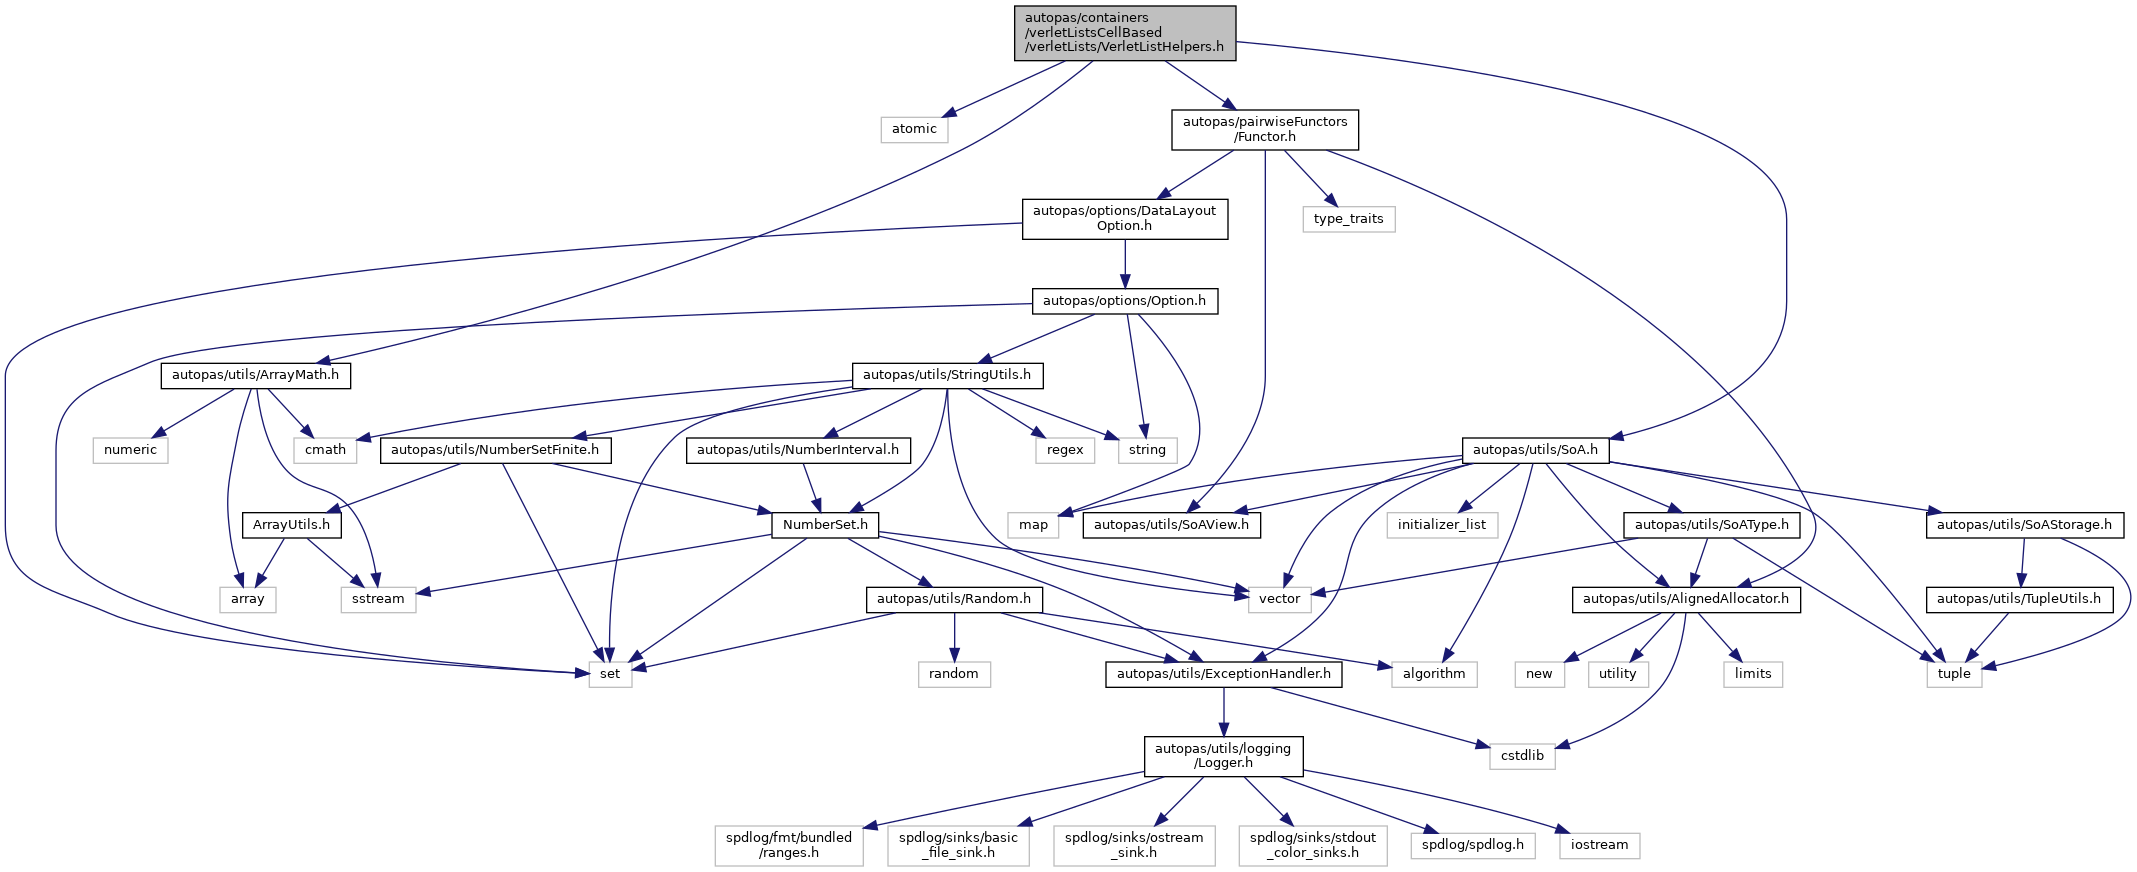 autopas/containers
/verletListsCellBased
/verletLists/VerletListHelpers.h
atomic
autopas/pairwiseFunctors
/Functor.h
autopas/options/DataLayout
Option.h
type_traits
autopas/options/Option.h
autopas/utils/ArrayMath.h
autopas/utils/StringUtils.h
numeric
cmath
autopas/utils/NumberSetFinite.h
autopas/utils/NumberInterval.h
regex
string
autopas/utils/SoA.h
ArrayUtils.h
NumberSet.h
map
autopas/utils/SoAView.h
initializer_list
autopas/utils/SoAType.h
autopas/utils/SoAStorage.h
array
sstream
autopas/utils/Random.h
vector
autopas/utils/AlignedAllocator.h
autopas/utils/TupleUtils.h
set
random
autopas/utils/ExceptionHandler.h
algorithm
new
utility
limits
tuple
autopas/utils/logging
/Logger.h
cstdlib
spdlog/fmt/bundled
/ranges.h
spdlog/sinks/basic
_file_sink.h
spdlog/sinks/ostream
_sink.h
spdlog/sinks/stdout
_color_sinks.h
spdlog/spdlog.h
iostream